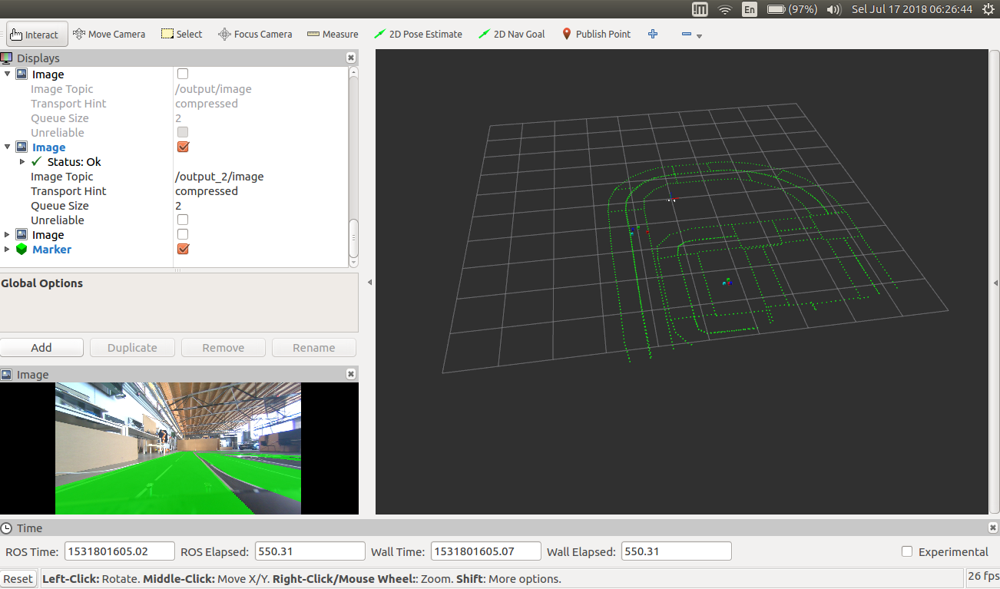 En (97%) Sel Jul 17 2018 06:26:44
Interact Move Camera Select Focus Camera Measure 2D Pose Estimate 2D Nav Goal Publish Point
Displays
Image
Image Topic /output/image
Transport Hint compressed
Queue Size 2
Unreliable
Image
Status: Ok
Image Topic /output_2/image
Transport Hint compressed
Queue Size 2
Unreliable
Image
Marker
Global Options
Add Duplicate Remove Rename
Image
Time
ROS Time: 1531801605.02 ROS Elapsed: 550.31 Wall Time: 1531801605.07 Wall Elapsed: 550.31 Experimental
Reset Left-Click: Rotate. Middle-Click: Move X/Y. Right-Click/Mouse Wheel:: Zoom. Shift: More options. 26 fps